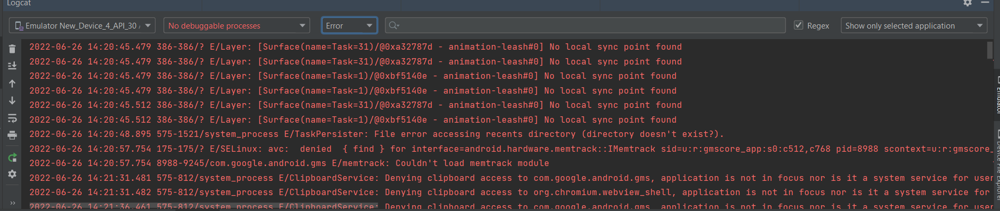 Logcat
Emulator New_Device_4_API_30
No debuggable processes
Error
Regex
Show only selected application
2022-06-26 14:20:45.479 386-386/? E/Layer: [Surface(name=Task=31)/@0xa32787d - animation-leash#0] No local sync point found
2022-06-26 14:20:45.479 386-386/? E/Layer: [Surface(name=Task=31)/@0xa32787d - animation-leash#0] No local sync point found
2022-06-26 14:20:45.479 386-386/? E/Layer: [Surface(name=Task=1)/@0xbf5140e - animation-leash#0] No local sync point found
2022-06-26 14:20:45.479 386-386/? E/Layer: [Surface(name=Task=1)/@0xbf5140e - animation-leash#0] No local sync point found
2022-06-26 14:20:45.512 386-386/? E/Layer: [Surface(name=Task=31)/@0xa32787d - animation-leash#0] No local sync point found
2022-06-26 14:20:45.512 386-386/? E/Layer: [Surface(name=Task=1)/@0xbf5140e - animation-leash#0] No local sync point found
2022-06-26 14:20:48.895 575-1521/system_process E/TaskPersister: File error accessing recents directory (directory doesn't exist?).
2022-06-26 14:20:57.754 175-175/? E/SELinux: avc:  denied  { find } for interface=android.hardware.memtrack::IMemtrack sid=u:r:gmscore_app:s0:c512,c768 pid=8988 scontext=u:r:gmscore_
2022-06-26 14:20:57.754 8988-9245/com.google.android.gms E/memtrack: Couldn't load memtrack module
2022-06-26 14:21:31.481 575-812/system_process E/ClipboardService: Denying clipboard access to com.google.android.gms, application is not in focus nor is it a system service for user
2022-06-26 14:21:31.482 575-812/system_process E/ClipboardService: Denying clipboard access to org.chromium.webview_shell, application is not in focus nor is it a system service for
2022-06-26 14:21:36.461 575-812/system_process E/ClipboardService: Denying clipboard access to com.google.android.gms, application is not in focus nor is it a system service for user
Emulator
Device File Explorer